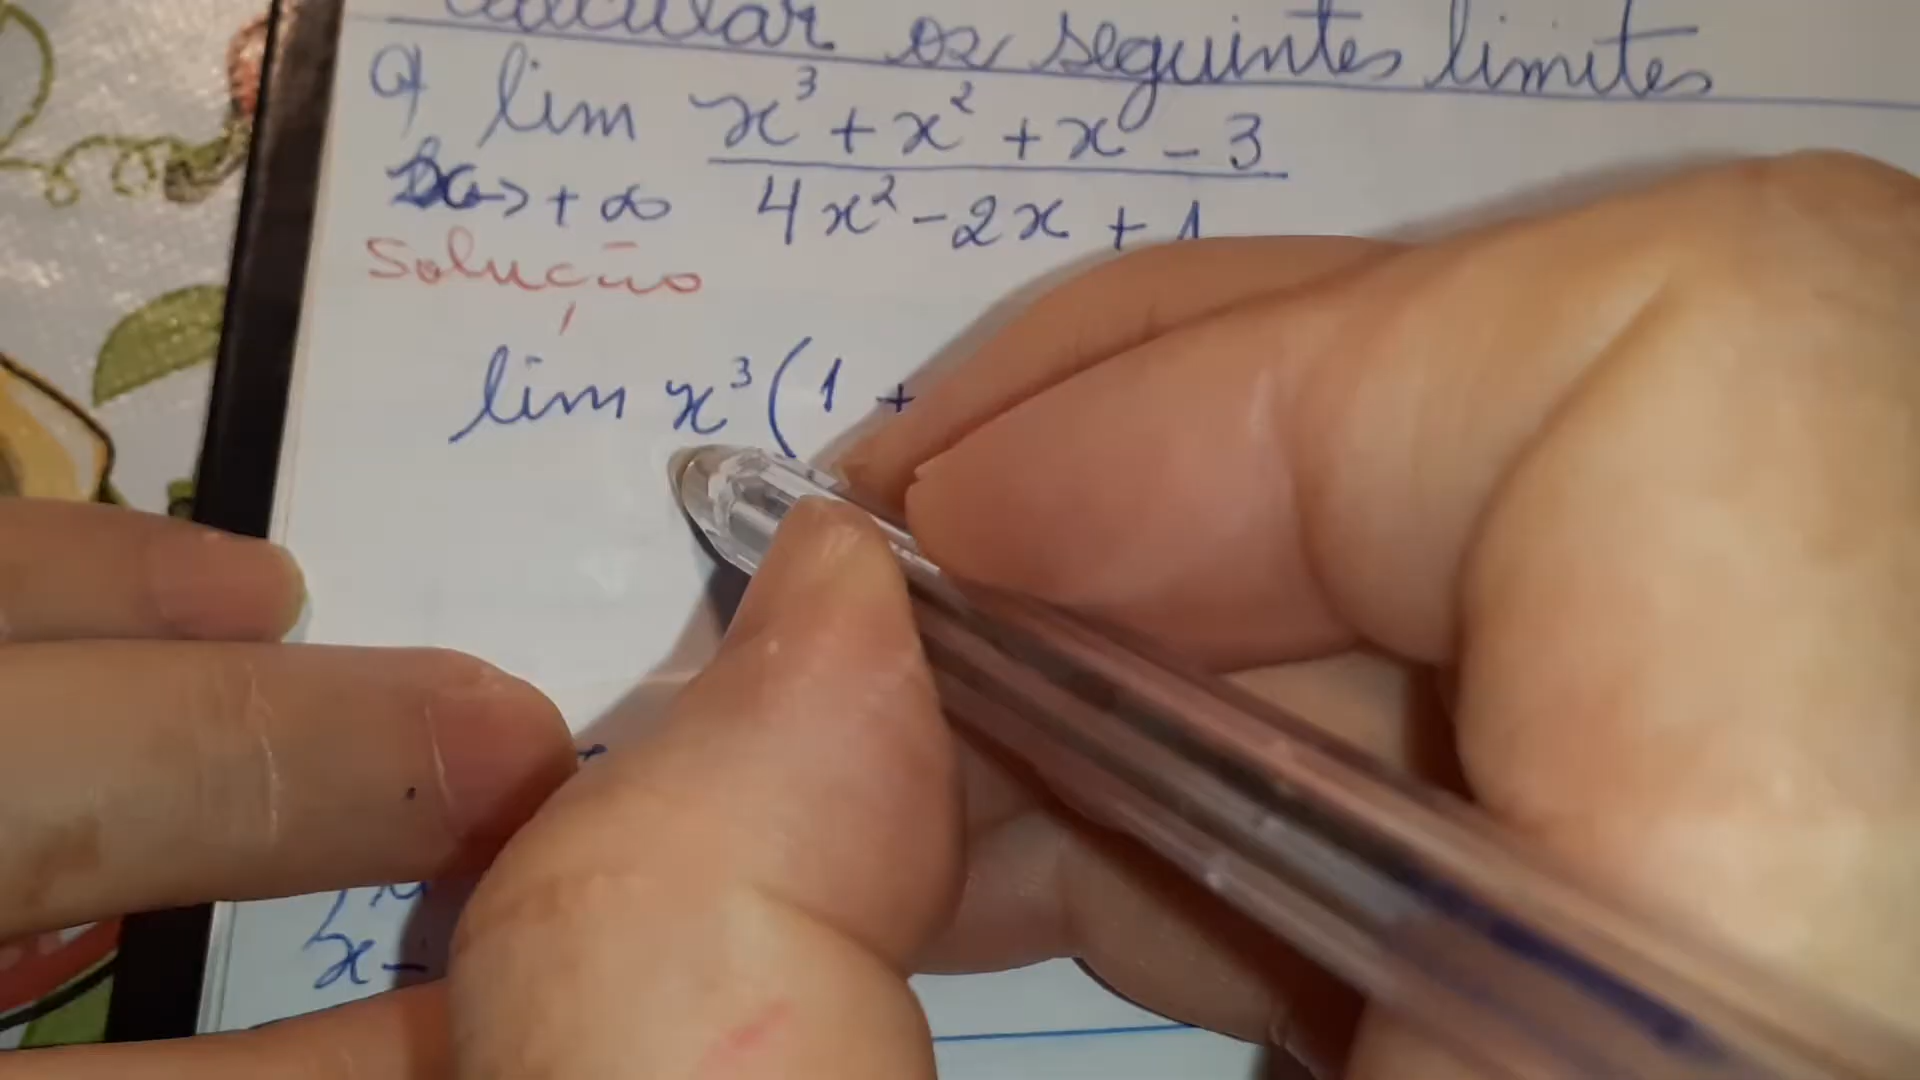 Calcular os seguintes limites
a) lim x³ + x² + x - 3
x→+∞ 4x² - 2x + 1
Solução
lim x³ ( 1 +
x -